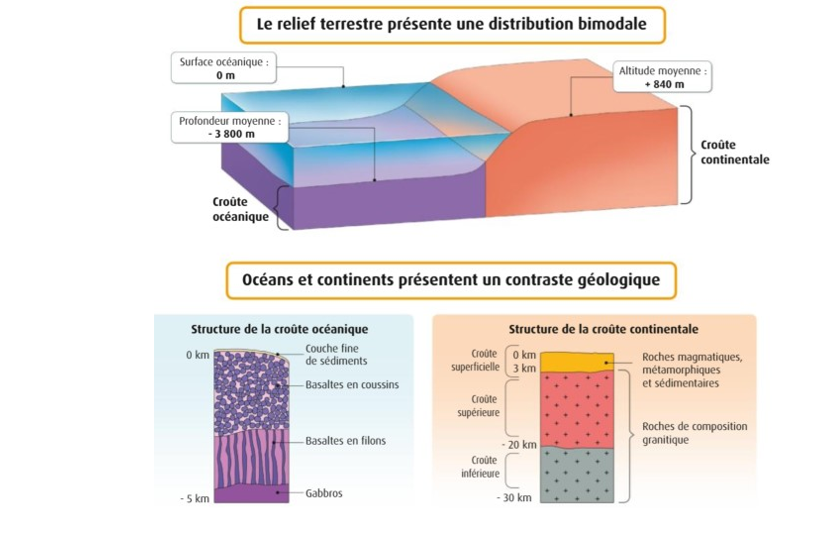 Le relief terrestre présente une distribution bimodale
Surface océanique :
0 m
Altitude moyenne :
+ 840 m
Profondeur moyenne :
- 3 800 m
Croûte
continentale
Croûte
océanique
Océans et continents présentent un contraste géologique
Structure de la croûte océanique
0 km
Couche fine
de sédiments
Basaltes en coussins
Basaltes en filons
- 5 km
Gabbros
Structure de la croûte continentale
Croûte
superficielle
0 km
3 km
Roches magmatiques,
métamorphiques
et sédimentaires
Croûte
supérieure
Roches de composition
granitique
- 20 km
Croûte
inférieure
- 30 km